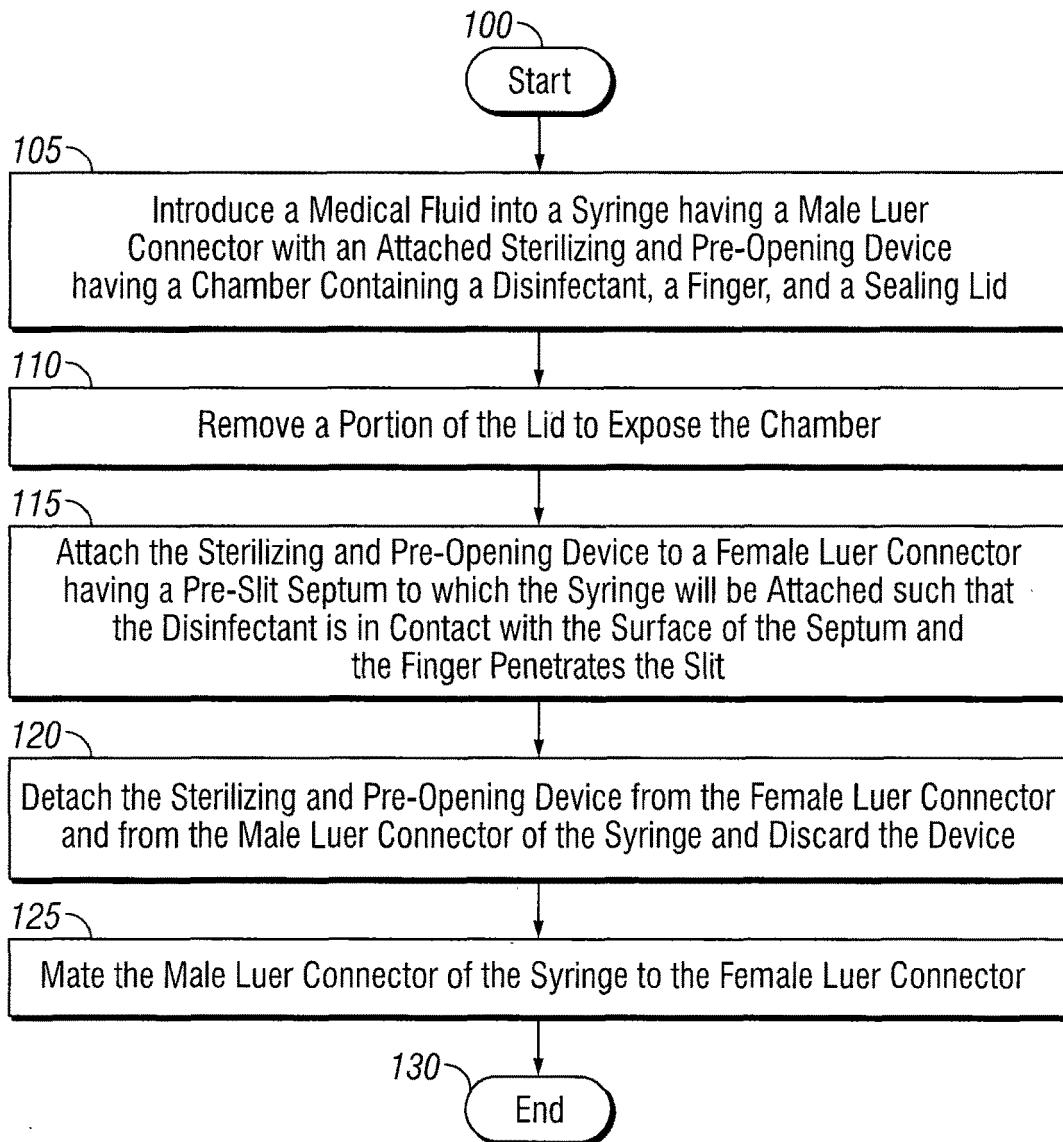 100
Start
105
Introduce a Medical Fluid into a Syringe having a Male Luer
Connector with an Attached Sterilizing and Pre-Opening Device
having a Chamber Containing a Disinfectant, a Finger, and a Sealing Lid
110
Remove a Portion of the Lid to Expose the Chamber
115
Attach the Sterilizing and Pre-Opening Device to a Female Luer Connector
having a Pre-Slit Septum to which the Syringe will be Attached such that
the Disinfectant is in Contact with the Surface of the Septum and
the Finger Penetrates the Slit
120
Detach the Sterilizing and Pre-Opening Device from the Female Luer Connector
and from the Male Luer Connector of the Syringe and Discard the Device
125
Mate the Male Luer Connector of the Syringe to the Female Luer Connector
130
End